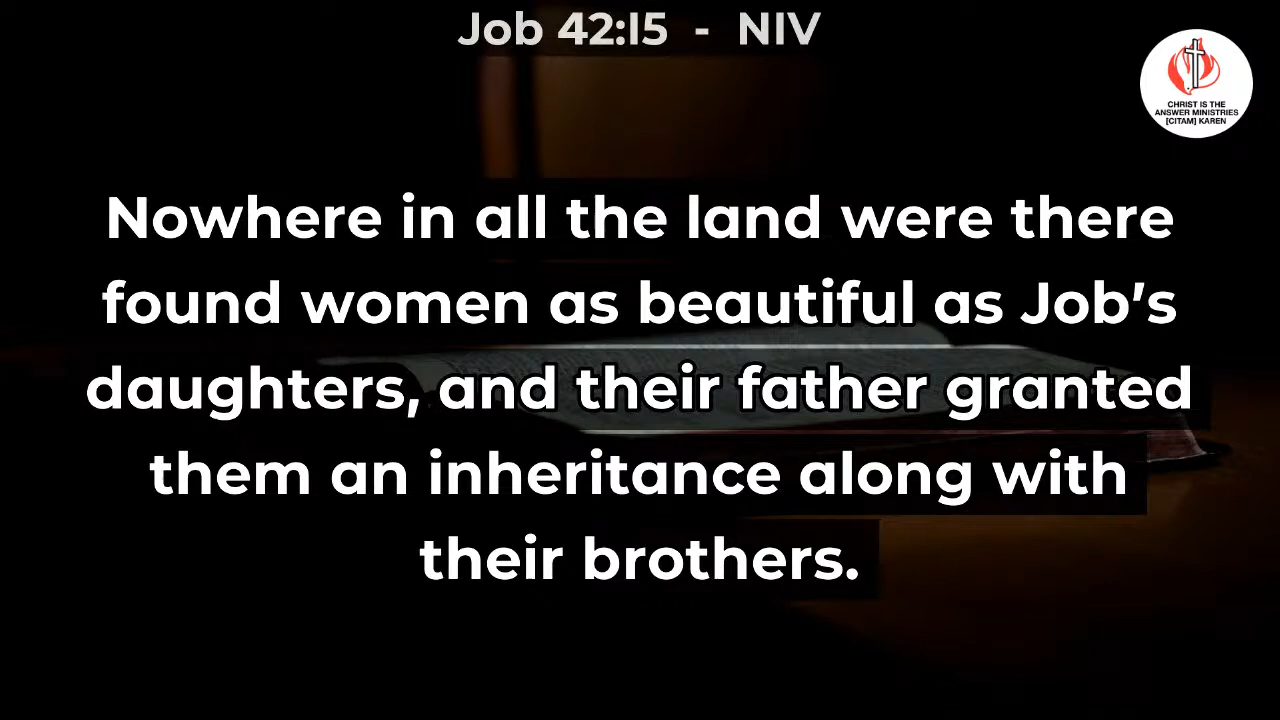 Job 42:15 - NIV
CHRIST IS THE
ANSWER MINISTRIES
[CITAM] KAREN
Nowhere in all the land were there
found women as beautiful as Job's
daughters, and their father granted
them an inheritance along with
their brothers.